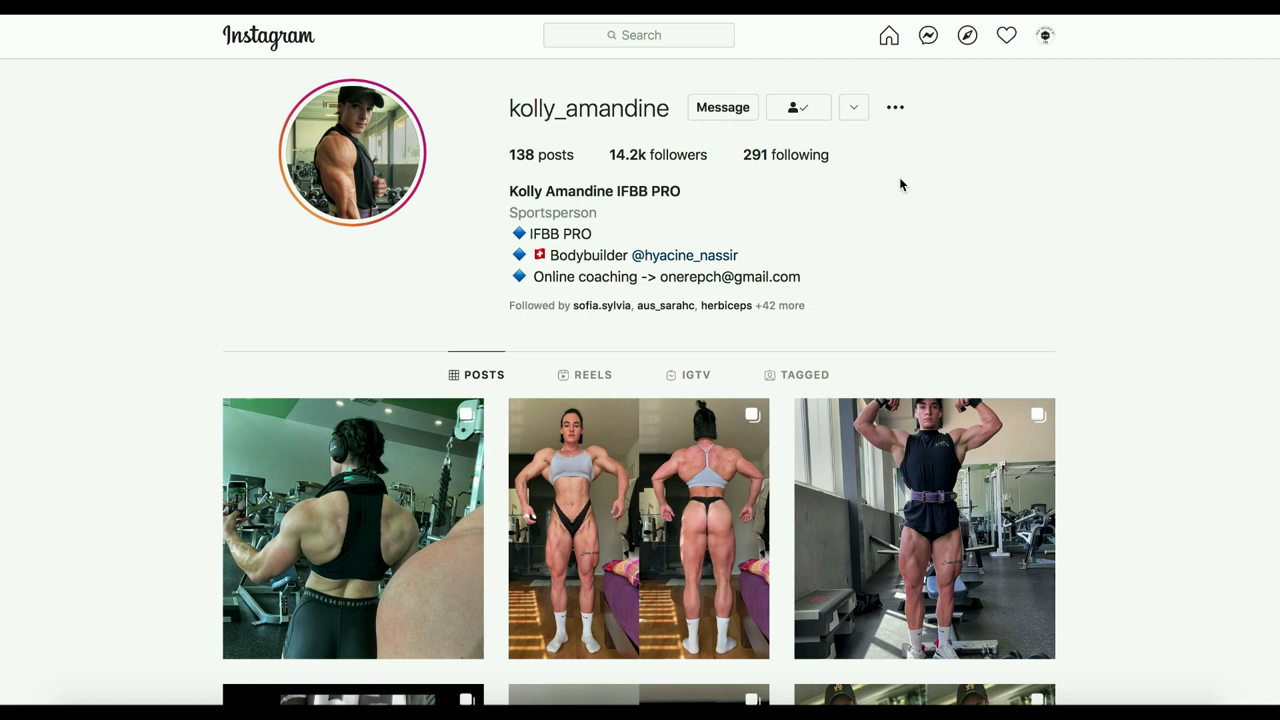 Instagram
Search
kolly_amandine
Message
138 posts 14.2k followers 291 following
Kolly Amandine IFBB PRO
Sportsperson
🔷 IFBB PRO
🔷 🇨🇭 Bodybuilder @hyacine_nassir
🔷 Online coaching -> onerepch@gmail.com
Followed by sofia.sylvia, aus_sarahc, herbiceps +42 more
POSTS REELS IGTV TAGGED